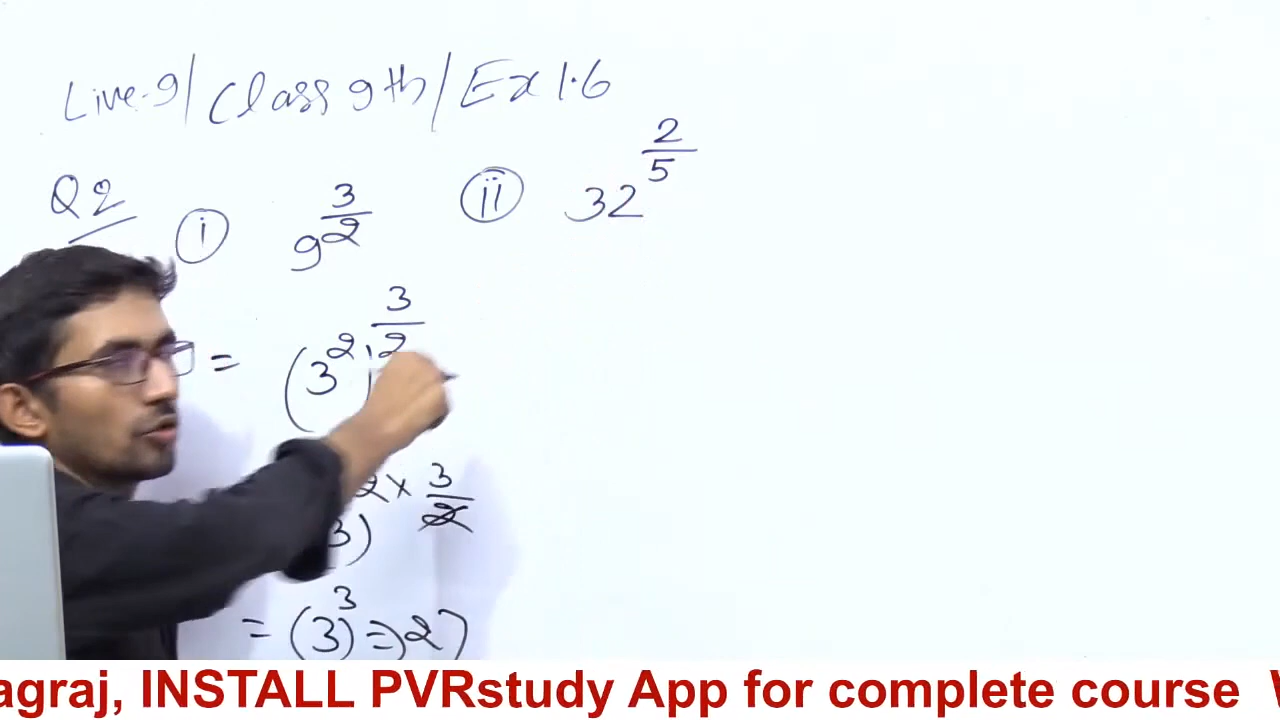 Live-9/ Class 9th/ Ex 1.6
Q2 (i) 9^(3/2) (ii) 32^(2/5)
= (3^2)^(3/2)
3)^(2 × 3/2)
= (3)^3 => 27
agraj, INSTALL PVRstudy App for complete course W